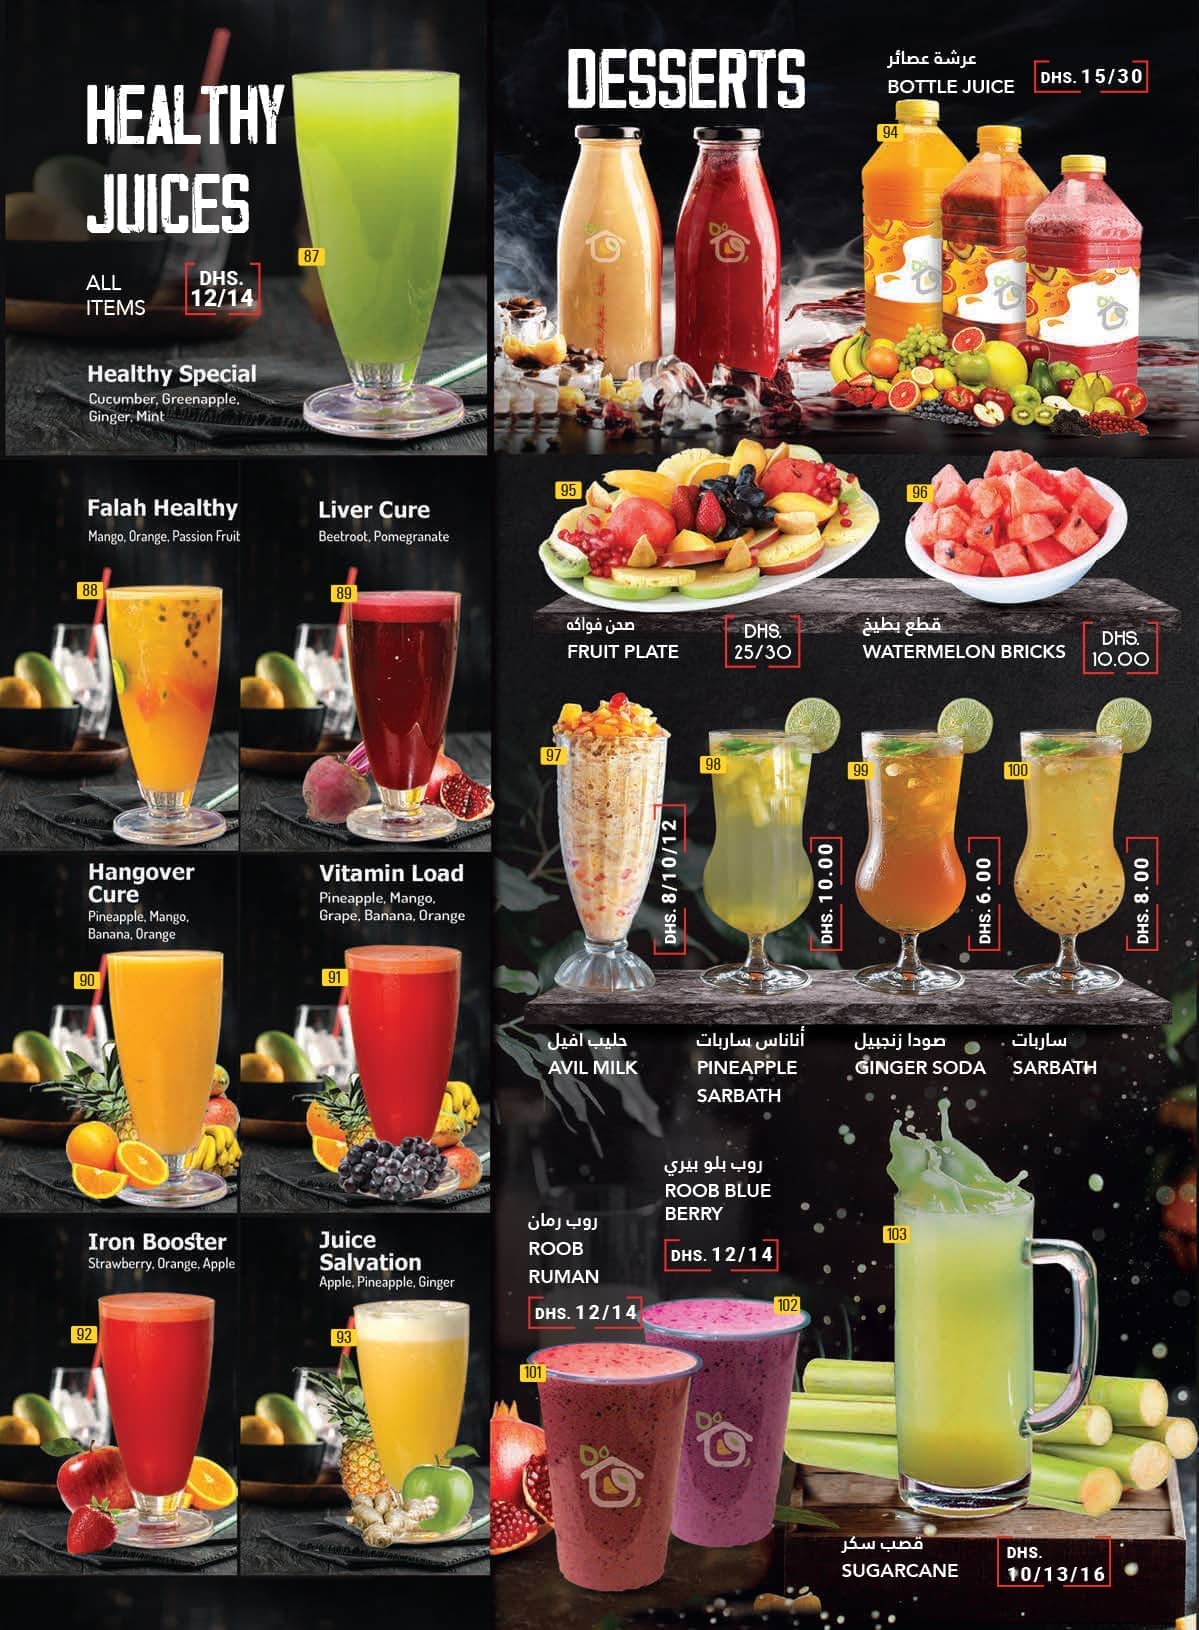 HEALTHY
JUICES
ALL
ITEMS
DHS.
12/14
87
Healthy Special
Cucumber, Greenapple,
Ginger, Mint
Falah Healthy
Mango, Orange, Passion Fruit
88
Liver Cure
Beetroot, Pomegranate
89
Hangover
Cure
Pineapple, Mango,
Banana, Orange
90
Vitamin Load
Pineapple, Mango,
Grape, Banana, Orange
91
Iron Booster
Strawberry, Orange, Apple
92
Juice
Salvation
Apple, Pineapple, Ginger
93
DESSERTS
عرشة عصائر
BOTTLE JUICE
DHS. 15/30
94
95
صحن فواكه
FRUIT PLATE
DHS.
25/30
96
قطع بطيخ
WATERMELON BRICKS
DHS.
10.00
97
DHS. 8/10/12
حليب افيل
AVIL MILK
98
DHS. 10.00
أناناس ساربات
PINEAPPLE
SARBATH
99
DHS. 6.00
صودا زنجبيل
GINGER SODA
100
DHS. 8.00
ساربات
SARBATH
روب رمان
ROOB
RUMAN
DHS. 12/14
101
روب بلو بيري
ROOB BLUE
BERRY
DHS. 12/14
102
103
قصب سكر
SUGARCANE
DHS.
10/13/16